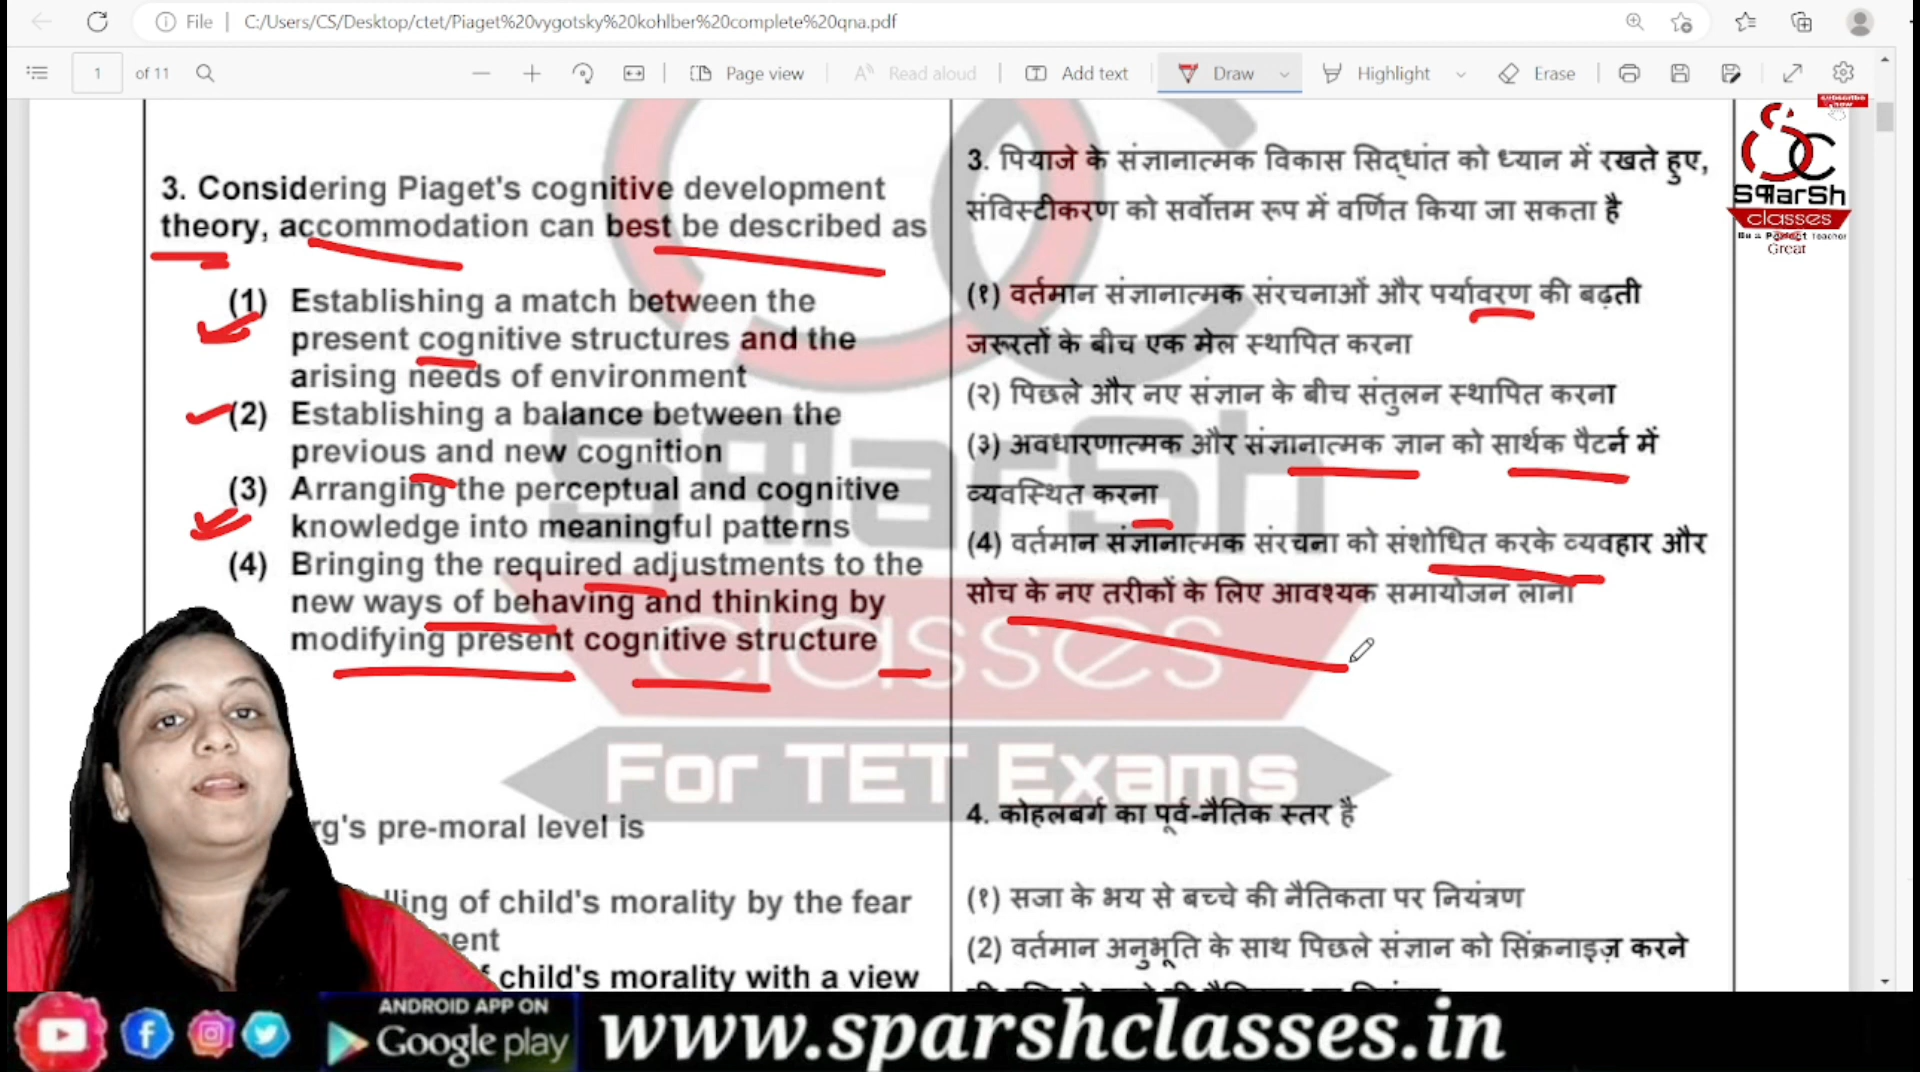 File
C:/Users/CS/Desktop/ctet/Piaget%20vygotsky%20kohlber%20complete%20qna.pdf
1 of 11
Page view
Read aloud
Add text
Draw
Highlight
Erase
3. Considering Piaget's cognitive development
theory, accommodation can best be described as
(1) Establishing a match between the
present cognitive structures and the
arising needs of environment
(2) Establishing a balance between the
previous and new cognition
(3) Arranging the perceptual and cognitive
knowledge into meaningful patterns
(4) Bringing the required adjustments to the
new ways of behaving and thinking by
modifying present cognitive structure
rg's pre-moral level is
lling of child's morality by the fear
ent
child's morality with a view
3. पियाजे के संज्ञानात्मक विकास सिद्धांत को ध्यान में रखते हुए,
संविस्टीकरण को सर्वोत्तम रूप में वर्णित किया जा सकता है
(१) वर्तमान संज्ञानात्मक संरचनाओं और पर्यावरण की बढ़ती
जरूरतों के बीच एक मेल स्थापित करना
(२) पिछले और नए संज्ञान के बीच संतुलन स्थापित करना
(३) अवधारणात्मक और संज्ञानात्मक ज्ञान को सार्थक पैटर्न में
व्यवस्थित करना
(4) वर्तमान संज्ञानात्मक संरचना को संशोधित करके व्यवहार और
सोच के नए तरीकों के लिए आवश्यक समायोजन लाना
4. कोहलबर्ग का पूर्व-नैतिक स्तर है
(१) सजा के भय से बच्चे की नैतिकता पर नियंत्रण
(2) वर्तमान अनुभूति के साथ पिछले संज्ञान को सिंक्रनाइज़ करने
sparsh
classes
For TET Exams
SparSh
classes
Be a Perfect Teacher
Great
ANDROID APP ON
Google play
www.sparshclasses.in